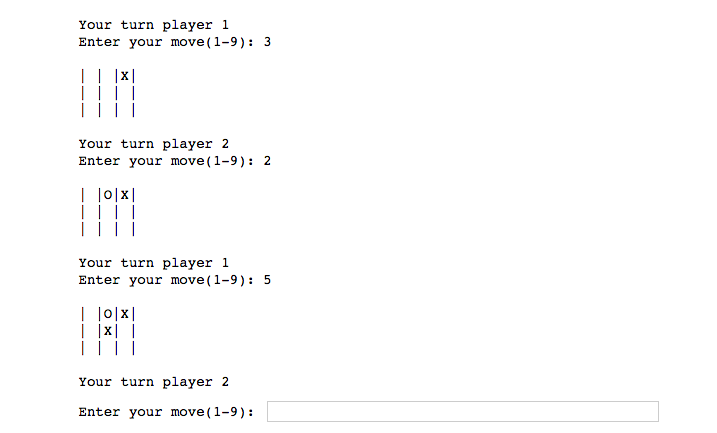 Your turn player 1
Enter your move(1-9): 3
| | |x|
| | | |
| | | |
Your turn player 2
Enter your move(1-9): 2
| |o|x|
| | | |
| | | |
Your turn player 1
Enter your move(1-9): 5
| |o|x|
| |x| |
| | | |
Your turn player 2
Enter your move(1-9):